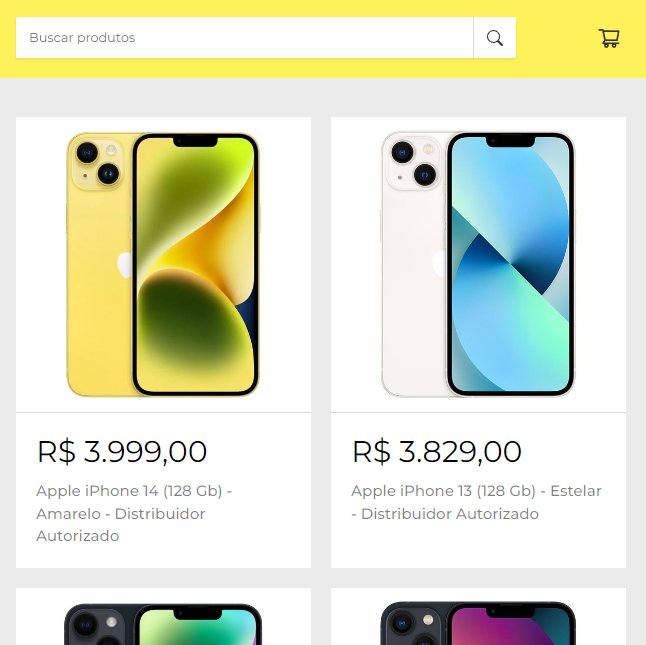 Buscar produtos
R$ 3.999,00
Apple iPhone 14 (128 Gb) -
Amarelo - Distribuidor
Autorizado
R$ 3.829,00
Apple iPhone 13 (128 Gb) - Estelar
- Distribuidor Autorizado